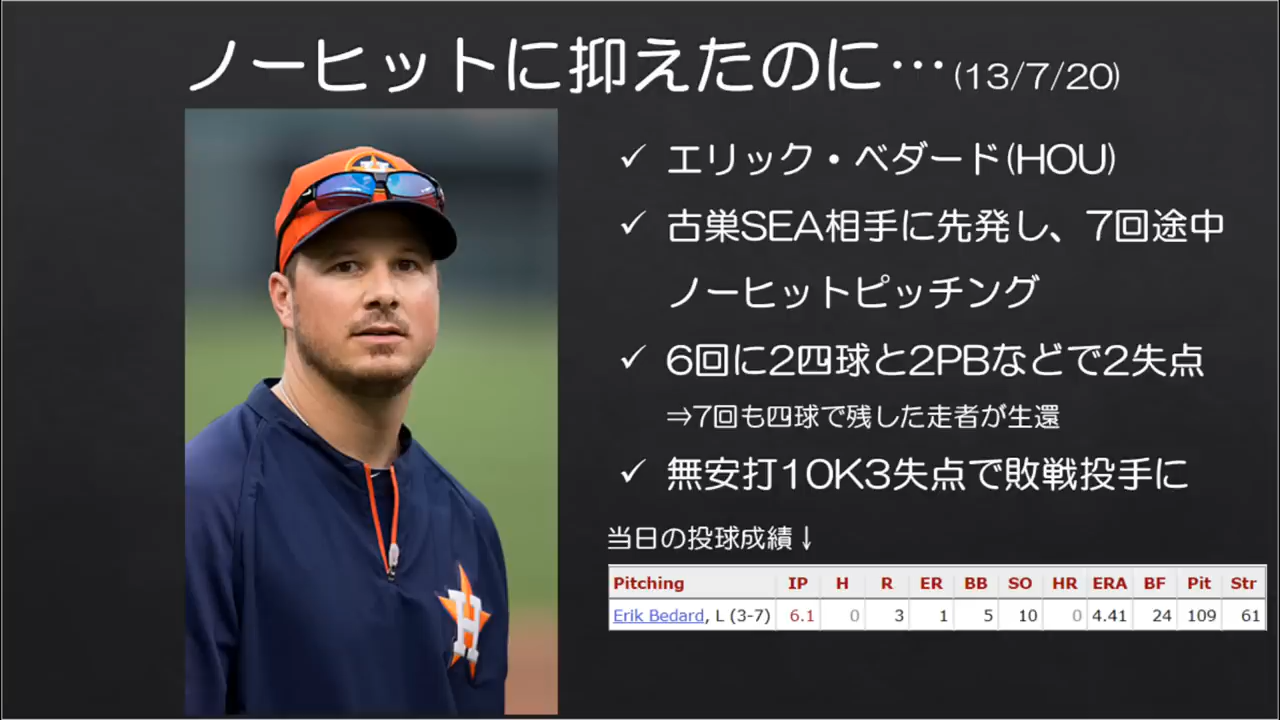 ノーヒットに抑えたのに…(13/7/20)
✓ エリック・ベダード(HOU)
✓ 古巣SEA相手に先発し、7回途中
ノーヒットピッチング
✓ 6回に2四球と2PBなどで2失点
⇒7回も四球で残した走者が生還
✓ 無安打10K3失点で敗戦投手に
当日の投球成績↓
Pitching IP H R ER BB SO HR ERA BF Pit Str
Erik Bedard, L (3-7) 6.1 0 3 1 5 10 0 4.41 24 109 61
H
H